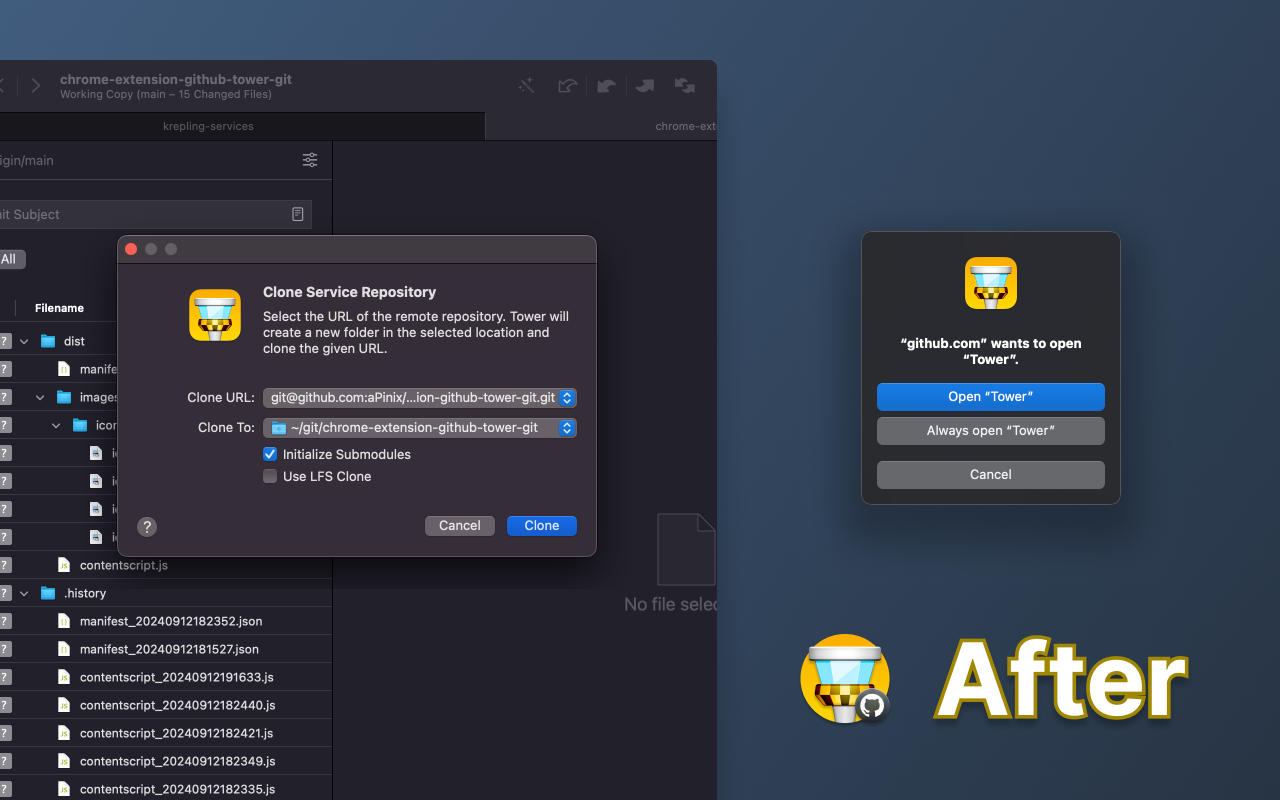 chrome-extension-github-tower-git
Working Copy (main – 15 Changed Files)
krepling-services
chrome-ext
igin/main
it Subject
All
Filename
? dist
? manife
? images
? icon
?
?
?
?
? contentscript.js
? .history
? manifest_20240912182352.json
? manifest_20240912181527.json
? contentscript_20240912191633.js
? contentscript_20240912182440.js
? contentscript_20240912182421.js
? contentscript_20240912182349.js
? contentscript_20240912182335.js
No file selec
Clone Service Repository
Select the URL of the remote repository. Tower will
create a new folder in the selected location and
clone the given URL.
Clone URL: git@github.com:aPinix/...ion-github-tower-git.git
Clone To: ~/git/chrome-extension-github-tower-git
Initialize Submodules
Use LFS Clone
? Cancel Clone
“github.com” wants to open
“Tower”.
Open “Tower”
Always open “Tower”
Cancel
After